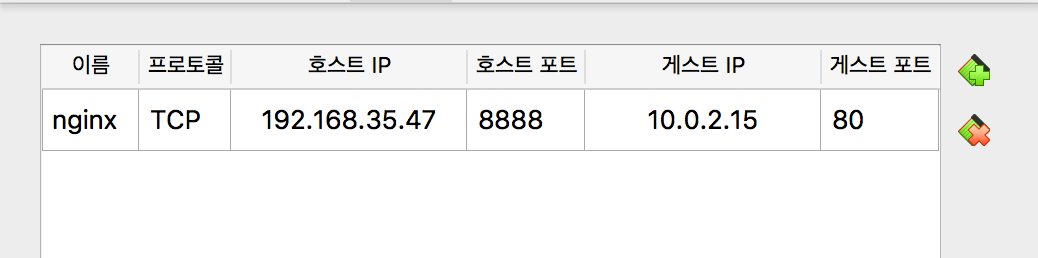 이름 프로토콜 호스트 IP 호스트 포트 게스트 IP 게스트 포트
nginx TCP 192.168.35.47 8888 10.0.2.15 80